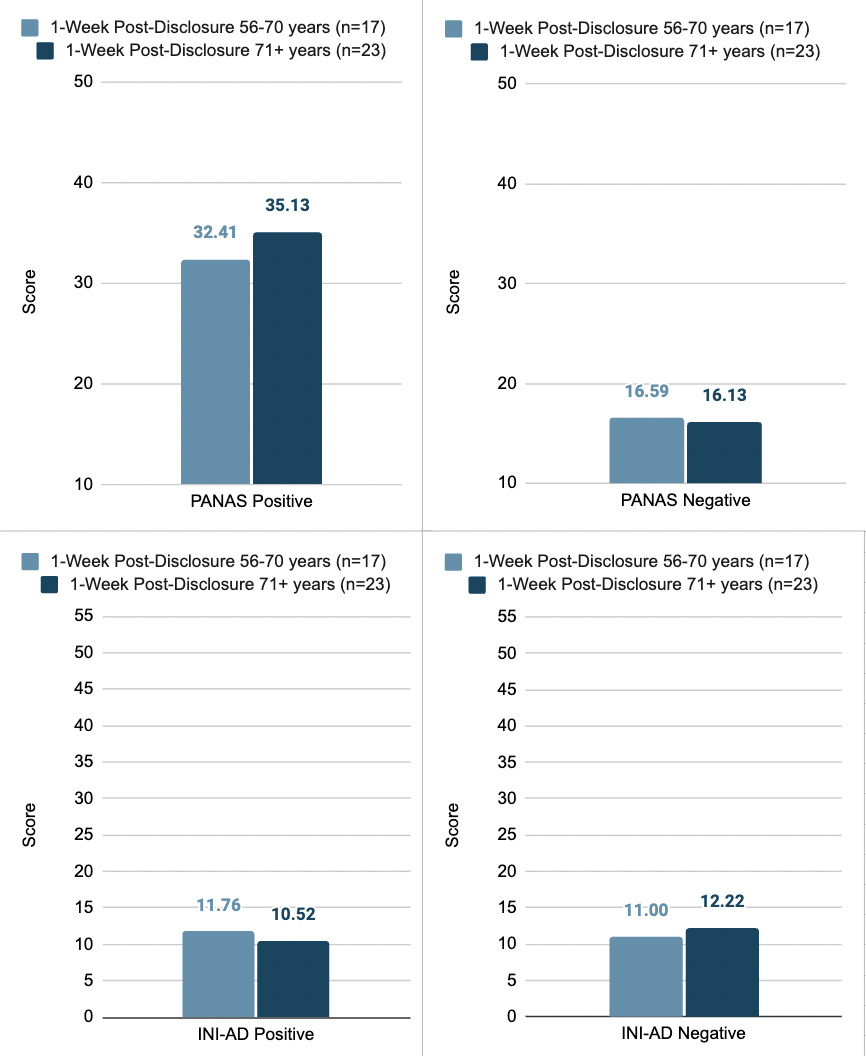 1-Week Post-Disclosure 56-70 years (n=17)
1-Week Post-Disclosure 71+ years (n=23)
50
40
30
20
10
Score
32.41
35.13
PANAS Positive
1-Week Post-Disclosure 56-70 years (n=17)
1-Week Post-Disclosure 71+ years (n=23)
50
40
30
20
10
Score
16.59
16.13
PANAS Negative
1-Week Post-Disclosure 56-70 years (n=17)
1-Week Post-Disclosure 71+ years (n=23)
55
50
45
40
35
30
25
20
15
10
5
0
Score
11.76
10.52
INI-AD Positive
1-Week Post-Disclosure 56-70 years (n=17)
1-Week Post-Disclosure 71+ years (n=23)
55
50
45
40
35
30
25
20
15
10
5
0
Score
11.00
12.22
INI-AD Negative